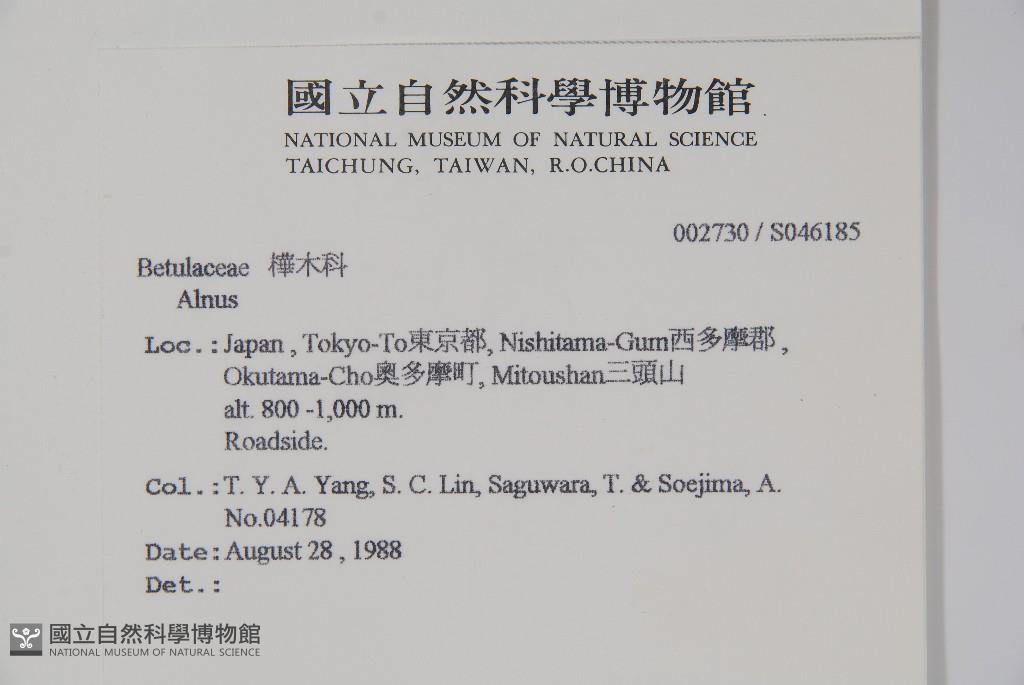 國立自然科學博物館
NATIONAL MUSEUM OF NATURAL SCIENCE
TAICHUNG, TAIWAN, R.O.CHINA
002730 / S046185
Betulaceae 樺木科
Alnus
Loc.:Japan , Tokyo-To東京都, Nishitama-Gum西多摩郡 ,
Okutama-Cho奧多摩町, Mitoushan三頭山
alt. 800 -1,000 m.
Roadside.
Col.:T. Y. A. Yang, S. C. Lin, Saguwara, T. & Soejima, A.
No.04178
Date:August 28 , 1988
Det.:
國立自然科學博物館
NATIONAL MUSEUM OF NATURAL SCIENCE